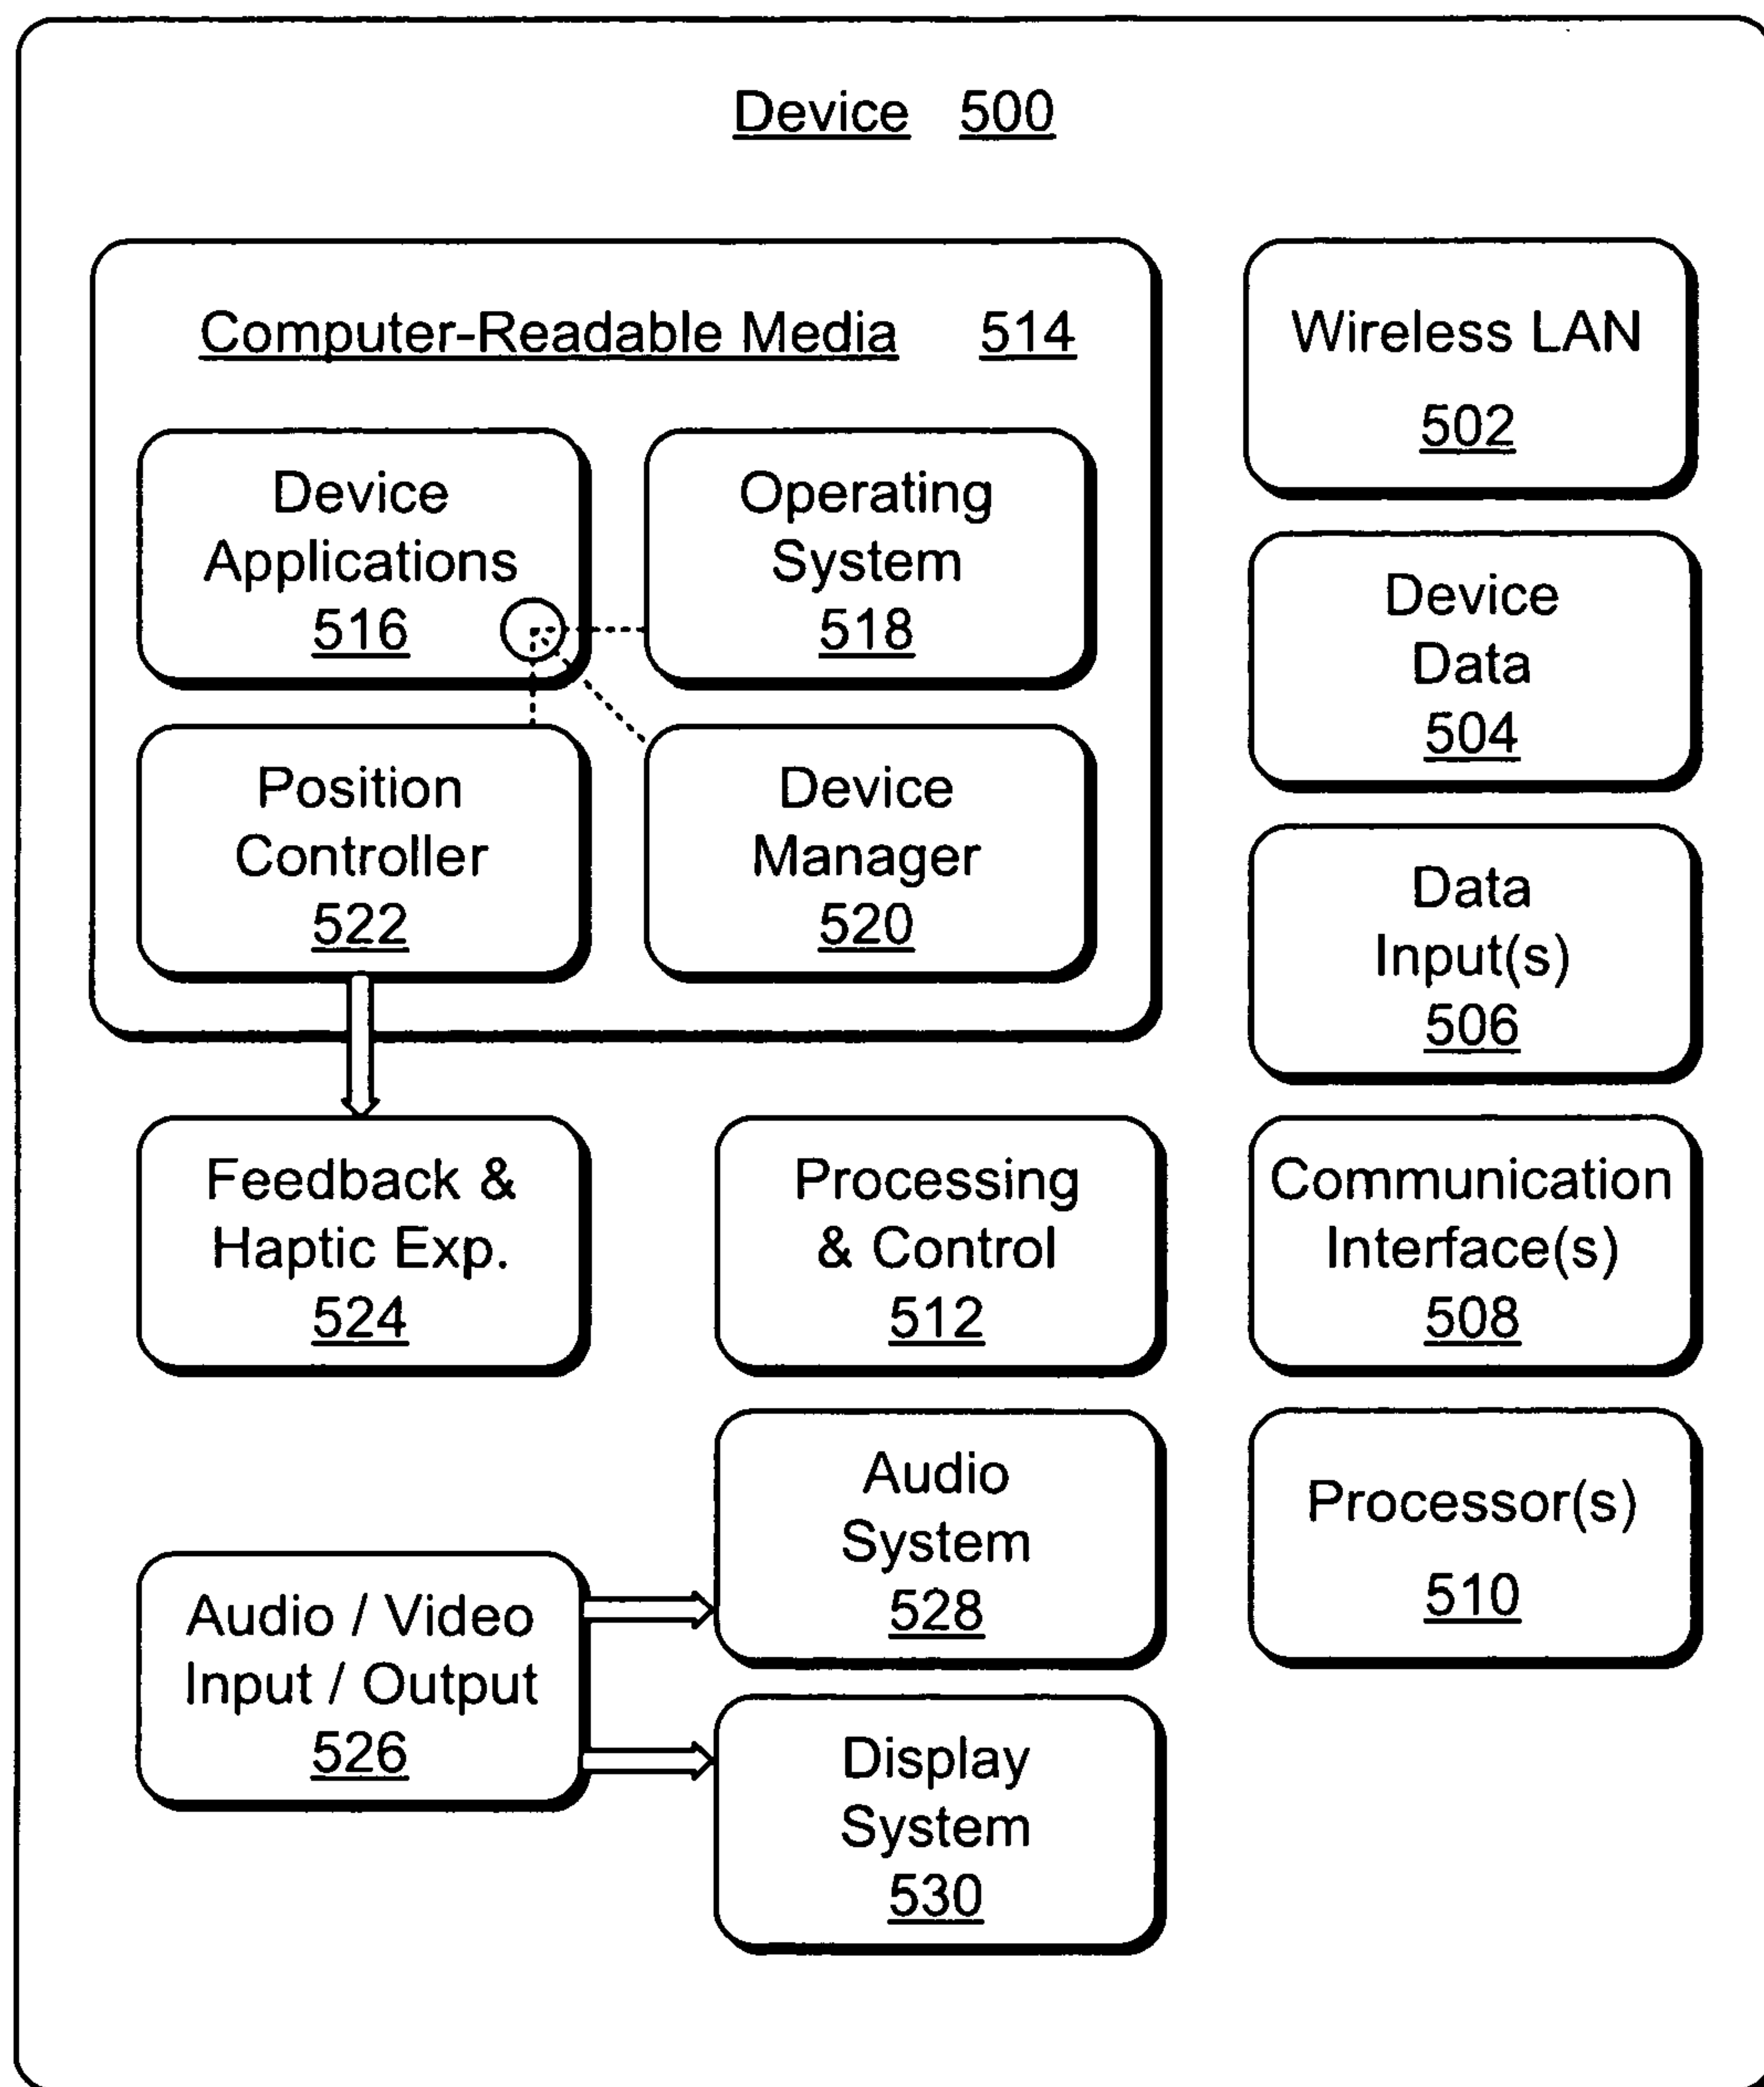 Device 500
Computer-Readable Media 514
Device
Applications
516
Operating
System
518
Position
Controller
522
Device
Manager
520
Wireless LAN
502
Device
Data
504
Data
Input(s)
506
Feedback &
Haptic Exp.
524
Processing
& Control
512
Communication
Interface(s)
508
Audio
System
528
Processor(s)
510
Audio / Video
Input / Output
526
Display
System
530